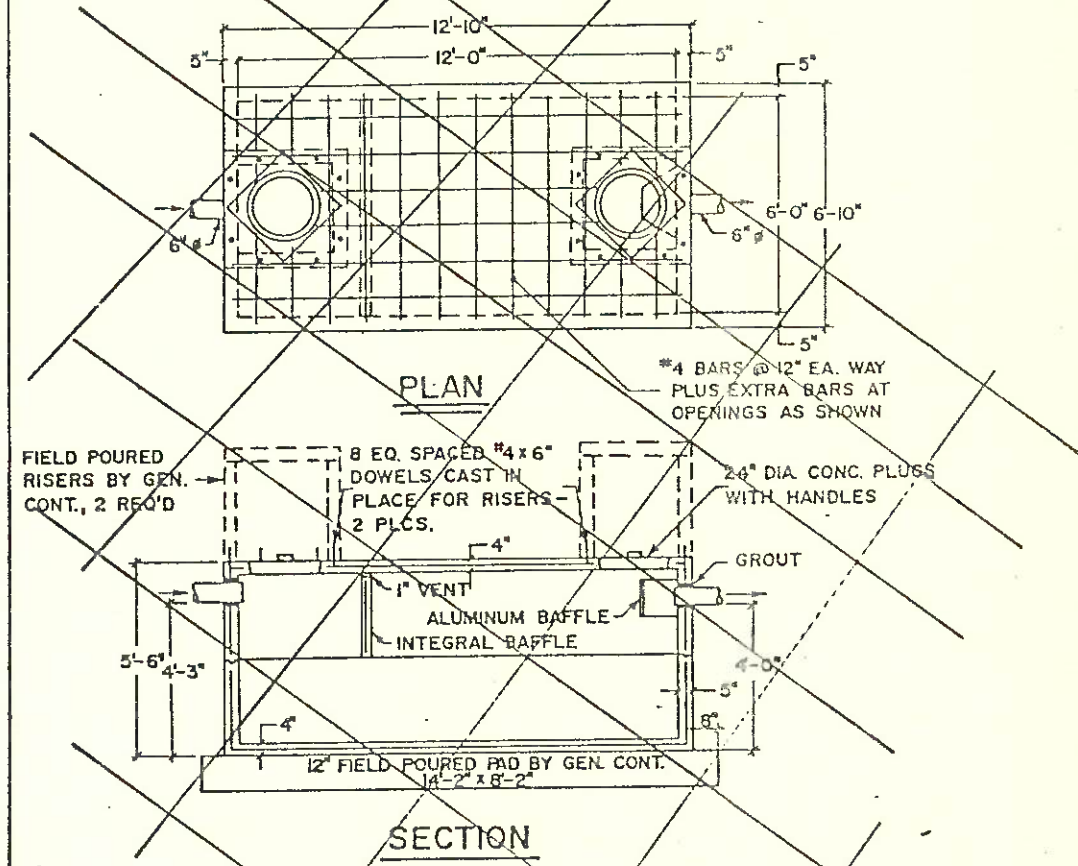 12'-10"
5" 12'-0" 5"
5"
6'-0" 6'-10"
6" ø
6" ø
5"
PLAN
#4 BARS @ 12" EA. WAY
PLUS EXTRA BARS AT
OPENINGS AS SHOWN
FIELD POURED
RISERS BY GEN.
CONT., 2 REQ'D
8 EQ. SPACED #4 x 6"
DOWELS CAST IN
PLACE FOR RISERS -
2 PLCS.
24" DIA. CONC. PLUGS
WITH HANDLES
4"
GROUT
1" VENT
ALUMINUM BAFFLE
INTEGRAL BAFFLE
5'-6" 4'-3"
4'-0"
5"
8"
4"
12" FIELD POURED PAD BY GEN. CONT.
14'-2" X 8'-2"
SECTION